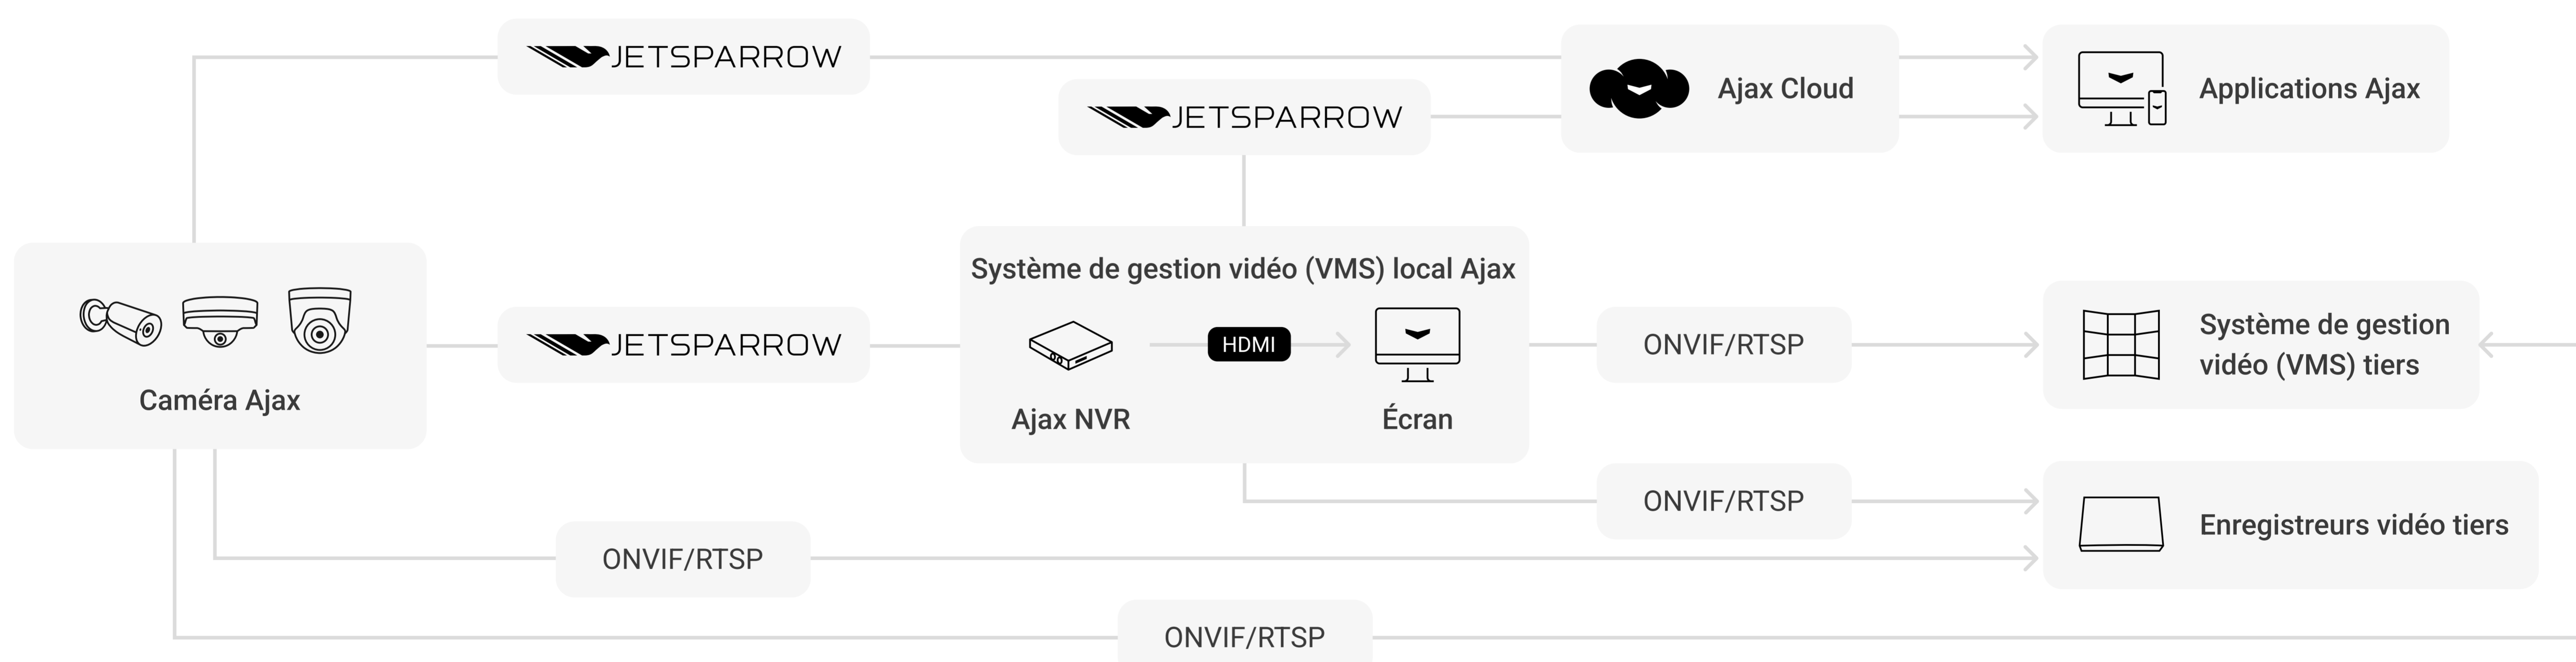 JETSPARROW
JETSPARROW
Ajax Cloud
Applications Ajax
Système de gestion vidéo (VMS) local Ajax
JETSPARROW
HDMI
Caméra Ajax
Ajax NVR
Écran
ONVIF/RTSP
Système de gestion
vidéo (VMS) tiers
ONVIF/RTSP
Enregistreurs vidéo tiers
ONVIF/RTSP
ONVIF/RTSP